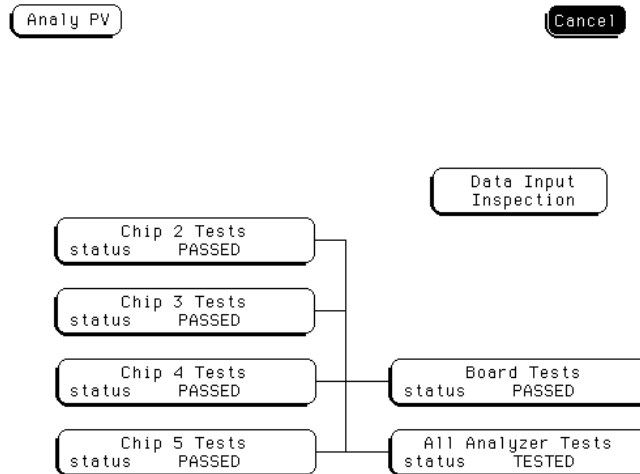 Analy PV
Cancel
Data Input
Inspection
Chip 2 Tests
status PASSED
Chip 3 Tests
status PASSED
Chip 4 Tests
status PASSED
Board Tests
status PASSED
Chip 5 Tests
status PASSED
All Analyzer Tests
status TESTED